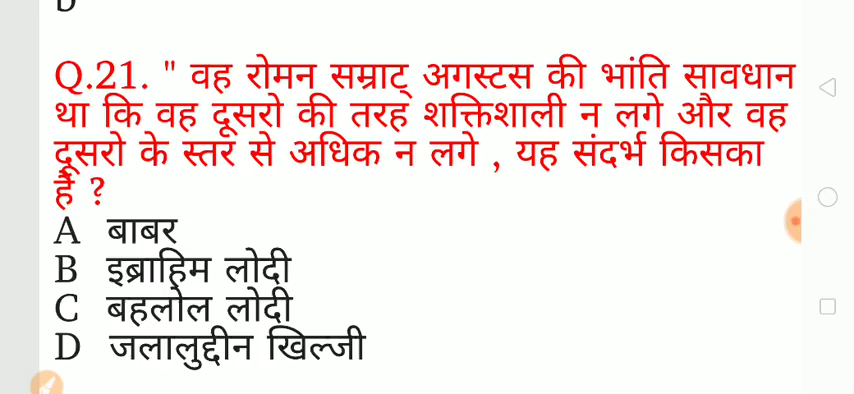 Q.21. " वह रोमन सम्राट् अगस्टस की भांति सावधान
था कि वह दूसरो की तरह शक्तिशाली न लगे और वह
दूसरो के स्तर से अधिक न लगे , यह संदर्भ किसका
है ?
A बाबर
B इब्राहिम लोदी
C बहलोल लोदी
D जलालुद्दीन खिल्जी